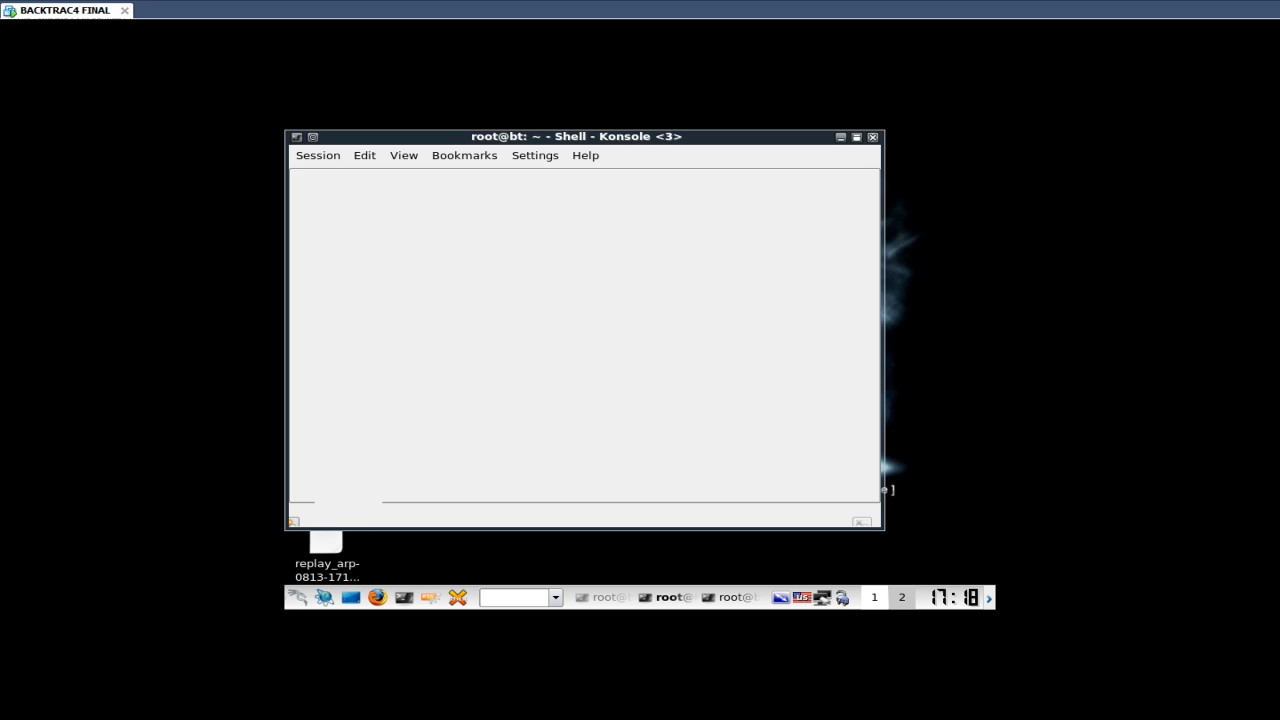 BACKTRAC4 FINAL
root@bt: ~ - Shell - Konsole <3>
Session Edit View Bookmarks Settings Help
e ]
replay_arp-
0813-171...
root@ root@ root@ us 1 2 17:18